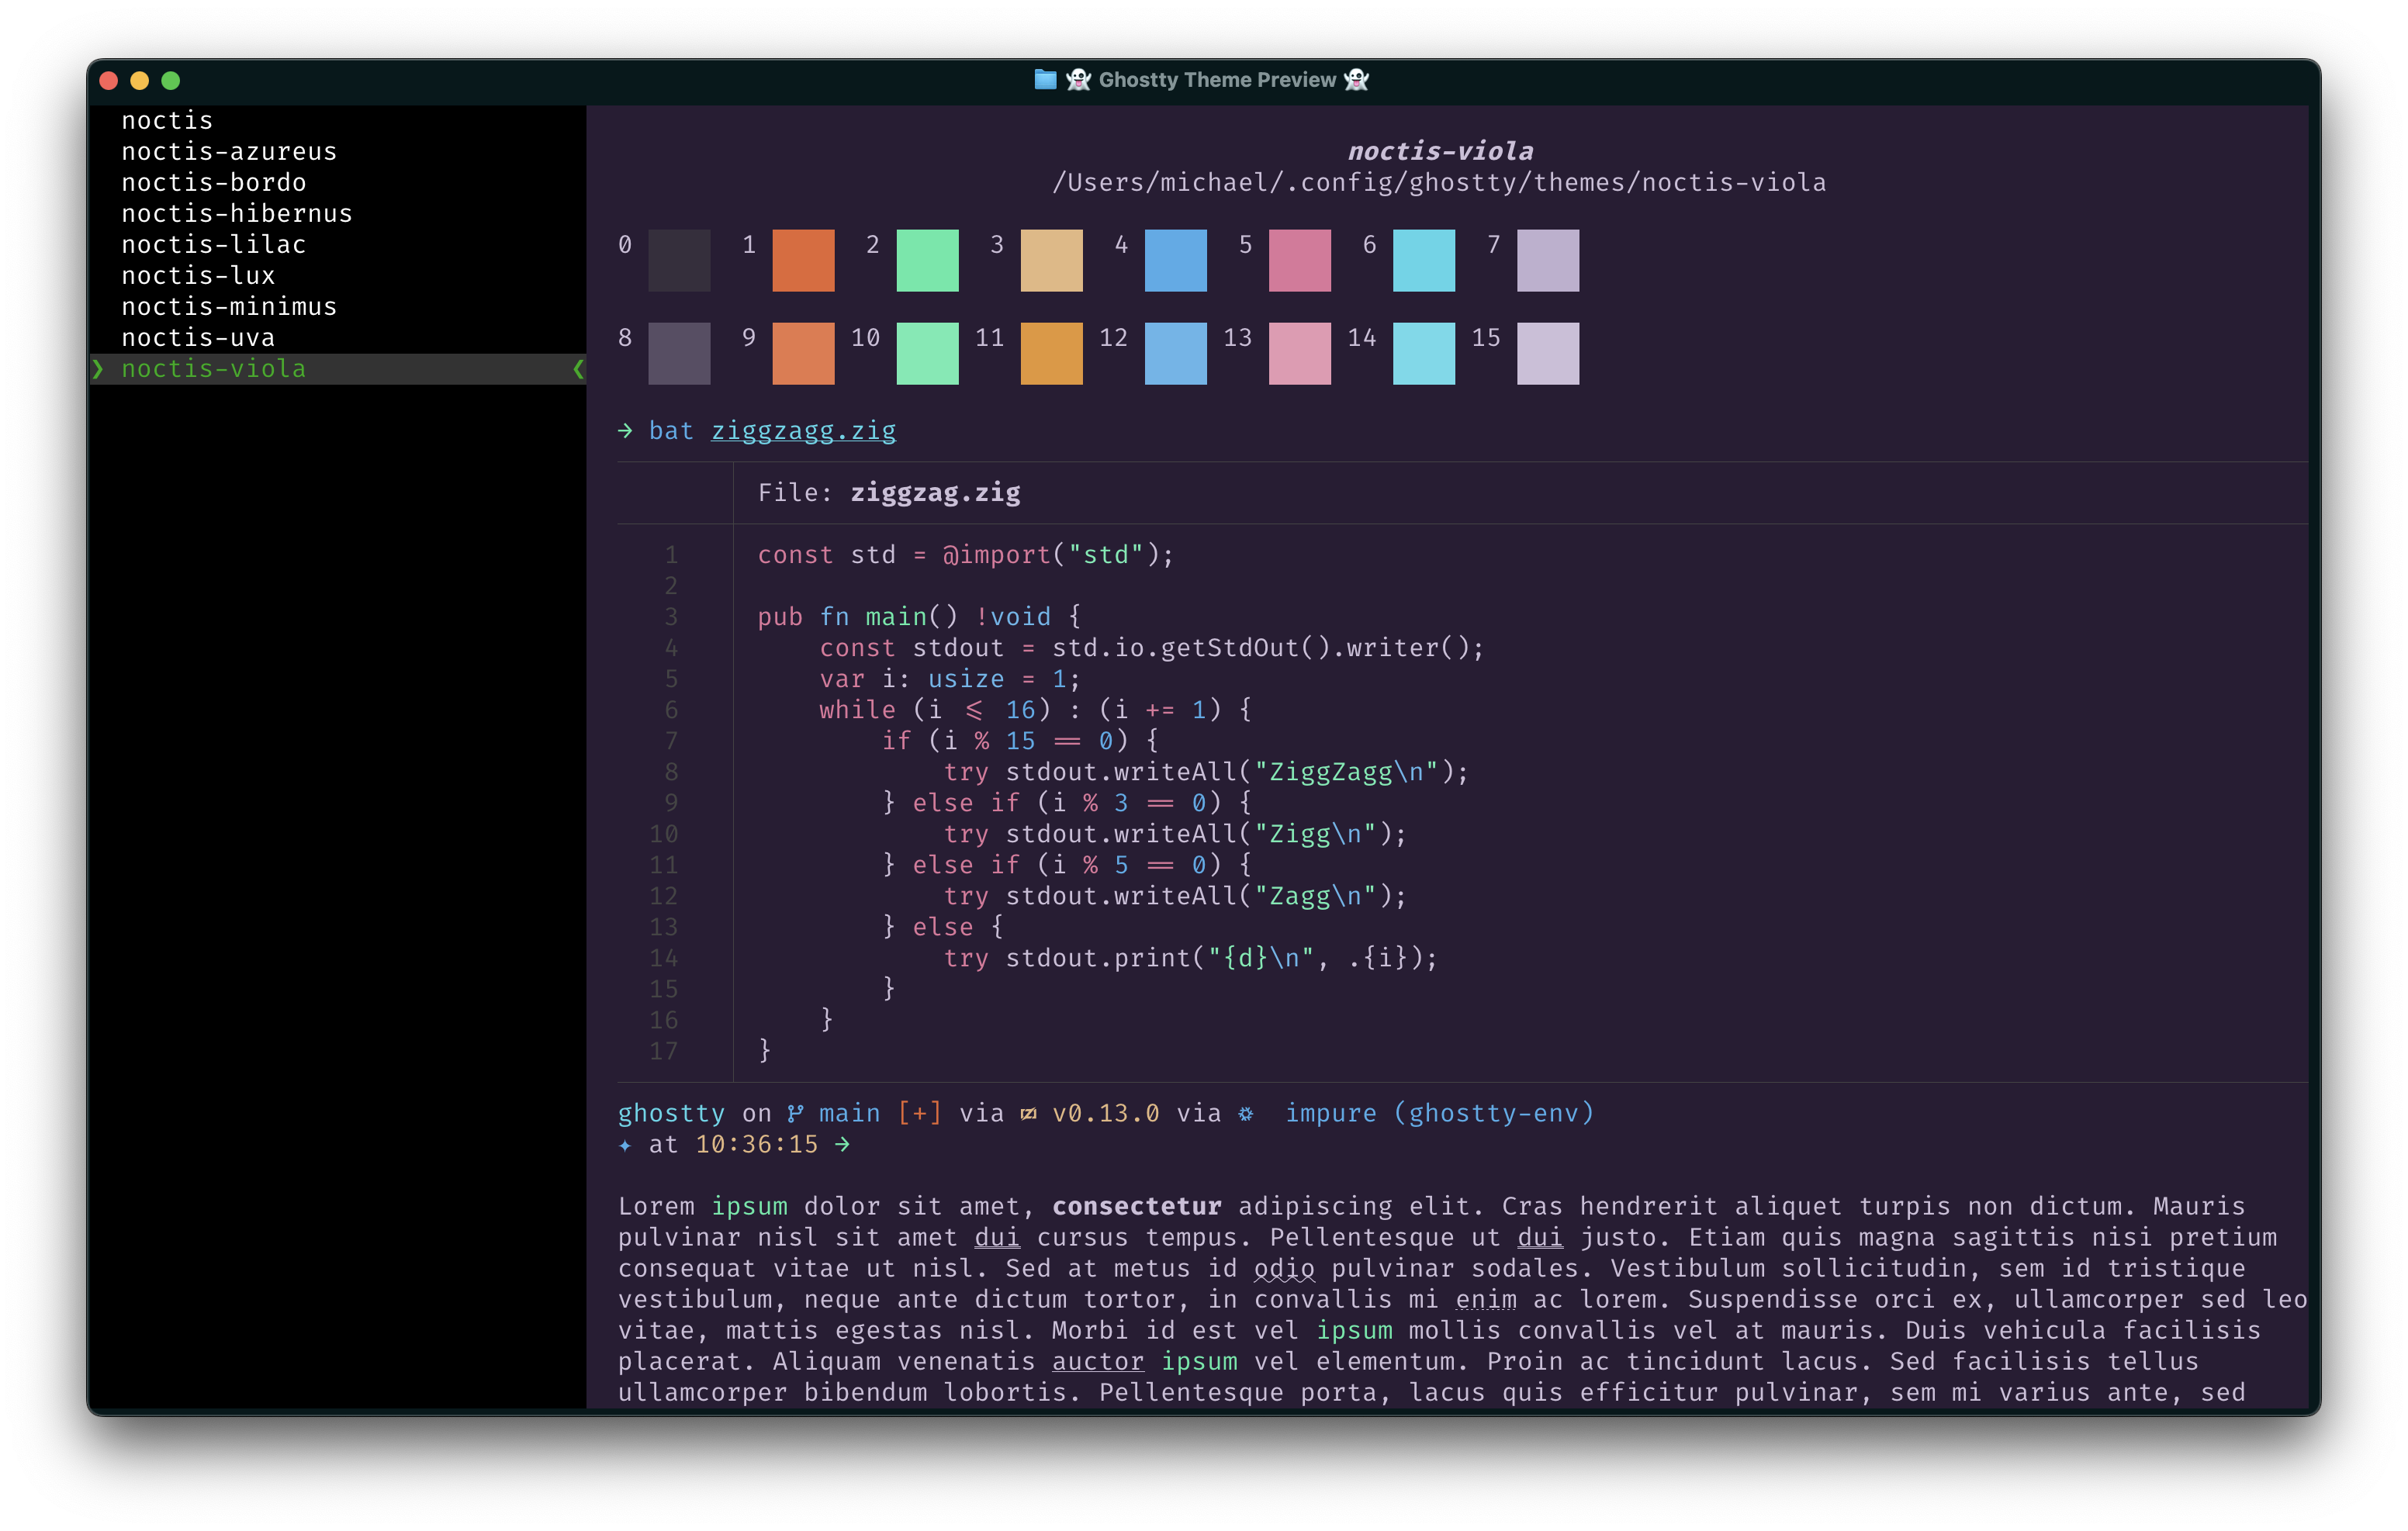 Ghostty Theme Preview
noctis
noctis-azureus
noctis-bordo
noctis-hibernus
noctis-lilac
noctis-lux
noctis-minimus
noctis-uva
❯ noctis-viola ❮
noctis-viola
/Users/michael/.config/ghostty/themes/noctis-viola
0 1 2 3 4 5 6 7
8 9 10 11 12 13 14 15
→ bat ziggzagg.zig
File: ziggzag.zig
1 const std = @import("std");
2
3 pub fn main() !void {
4 const stdout = std.io.getStdOut().writer();
5 var i: usize = 1;
6 while (i <= 16) : (i += 1) {
7 if (i % 15 == 0) {
8 try stdout.writeAll("ZiggZagg\n");
9 } else if (i % 3 == 0) {
10 try stdout.writeAll("Zigg\n");
11 } else if (i % 5 == 0) {
12 try stdout.writeAll("Zagg\n");
13 } else {
14 try stdout.print("{d}\n", .{i});
15 }
16 }
17 }
ghostty on main [+] via v0.13.0 via impure (ghostty-env)
✦ at 10:36:15 →
Lorem ipsum dolor sit amet, consectetur adipiscing elit. Cras hendrerit aliquet turpis non dictum. Mauris
pulvinar nisl sit amet dui cursus tempus. Pellentesque ut dui justo. Etiam quis magna sagittis nisi pretium
consequat vitae ut nisl. Sed at metus id odio pulvinar sodales. Vestibulum sollicitudin, sem id tristique
vestibulum, neque ante dictum tortor, in convallis mi enim ac lorem. Suspendisse orci ex, ullamcorper sed leo
vitae, mattis egestas nisl. Morbi id est vel ipsum mollis convallis vel at mauris. Duis vehicula facilisis
placerat. Aliquam venenatis auctor ipsum vel elementum. Proin ac tincidunt lacus. Sed facilisis tellus
ullamcorper bibendum lobortis. Pellentesque porta, lacus quis efficitur pulvinar, sem mi varius ante, sed